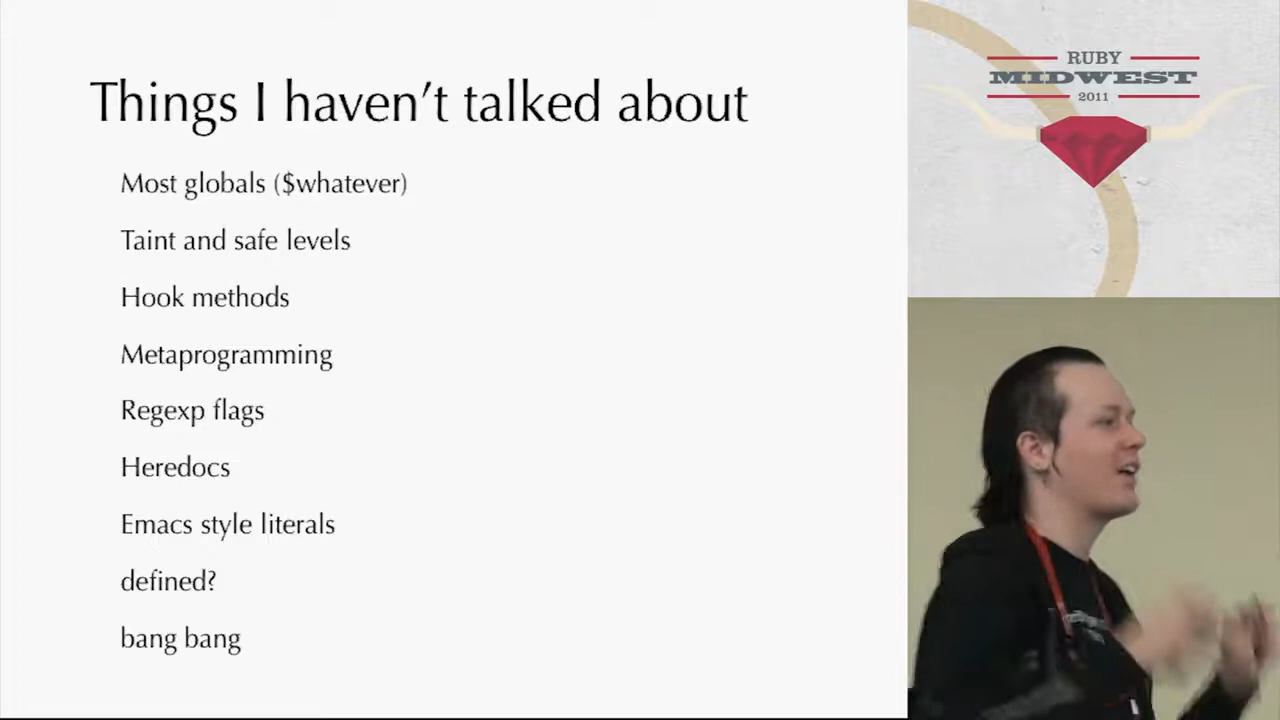 Things I haven’t talked about
Most globals ($whatever)
Taint and safe levels
Hook methods
Metaprogramming
Regexp flags
Heredocs
Emacs style literals
defined?
bang bang
RUBY
MIDWEST
2011